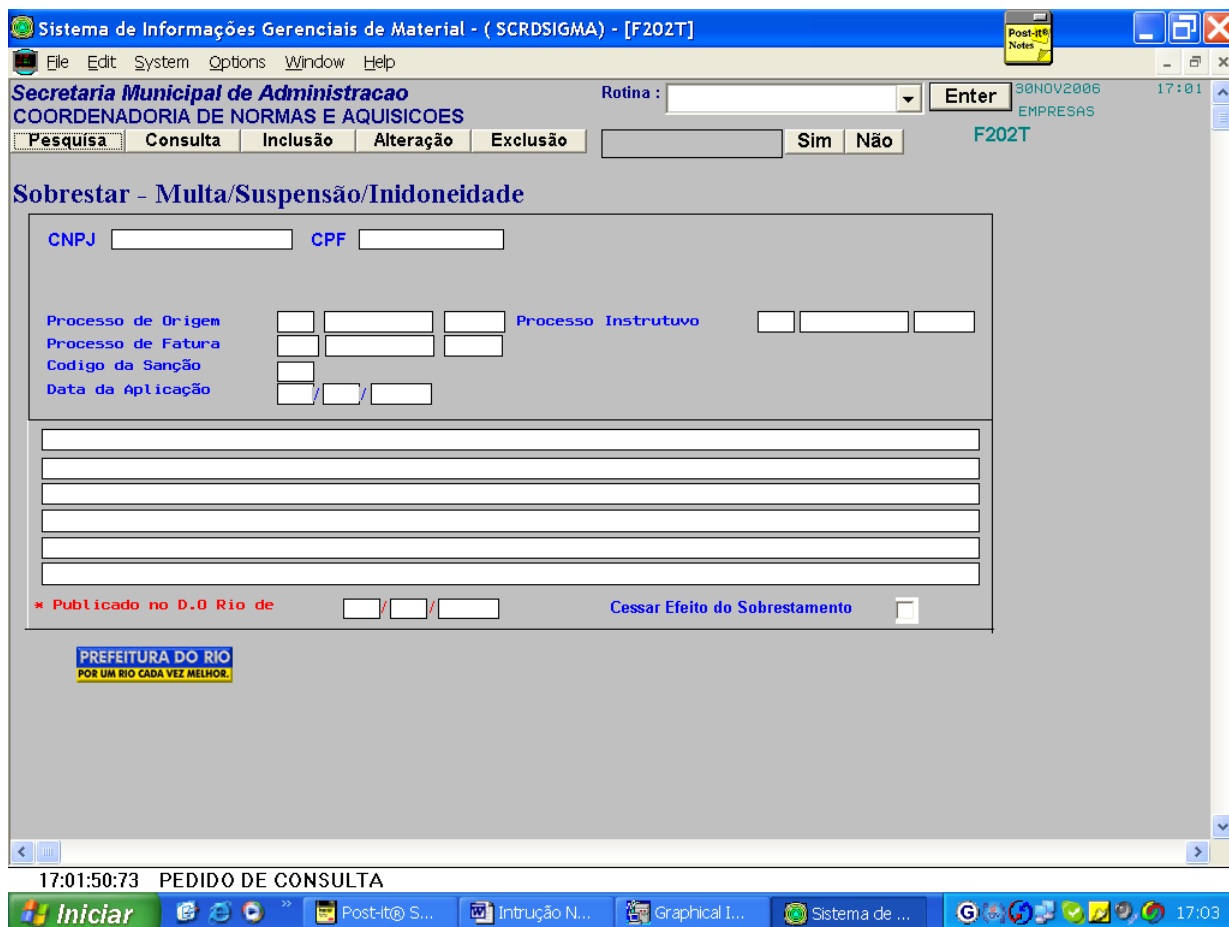 Sistema de Informações Gerenciais de Material - ( SCRDSIGMA) - [F202T]
Post-it®
Notes
File Edit System Options Window Help
Secretaria Municipal de Administracao
Rotina :
Enter
30NOV2006 17:01
COORDENADORIA DE NORMAS E AQUISICOES
EMPRESAS
Pesquisa Consulta Inclusão Alteração Exclusão Sim Não F202T
Sobrestar - Multa/Suspensão/Inidoneidade
CNPJ CPF
Processo de Origem Processo Instrutuvo
Processo de Fatura
Codigo da Sanção
Data da Aplicação / /
* Publicado no D.O Rio de / / Cessar Efeito do Sobrestamento
PREFEITURA DO RIO
POR UM RIO CADA VEZ MELHOR.
17:01:50:73 PEDIDO DE CONSULTA
Iniciar » Post-it® S... Intrução N... Graphical I... Sistema de ... 17:03